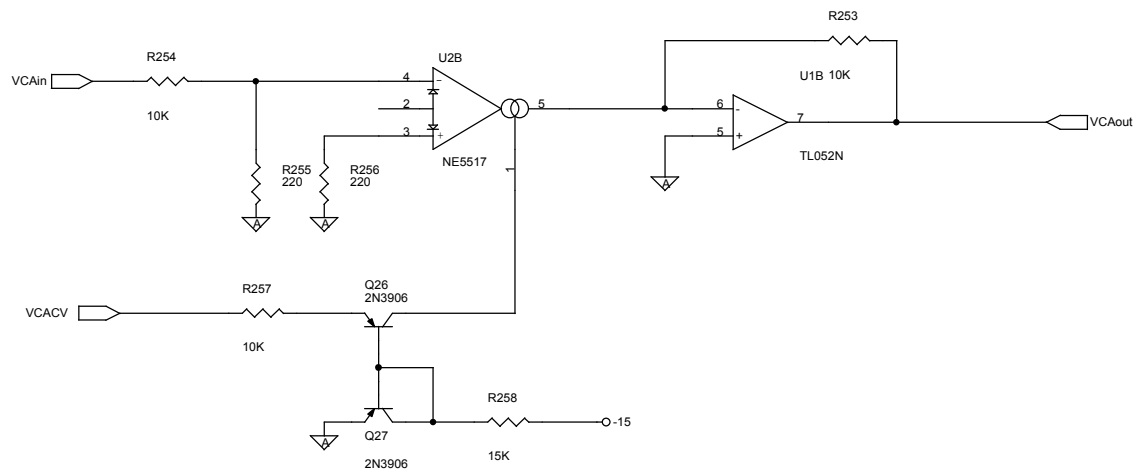 R253
R254
U2B
VCAin
4
-
U1B 10K
10K
2
5
6
-
7
VCAout
3
+
5
+
R255
220
R256
220
NE5517
1
TL052N
A
A
A
VCACV
R257
Q26
2N3906
10K
R258
-15
A
Q27
15K
2N3906